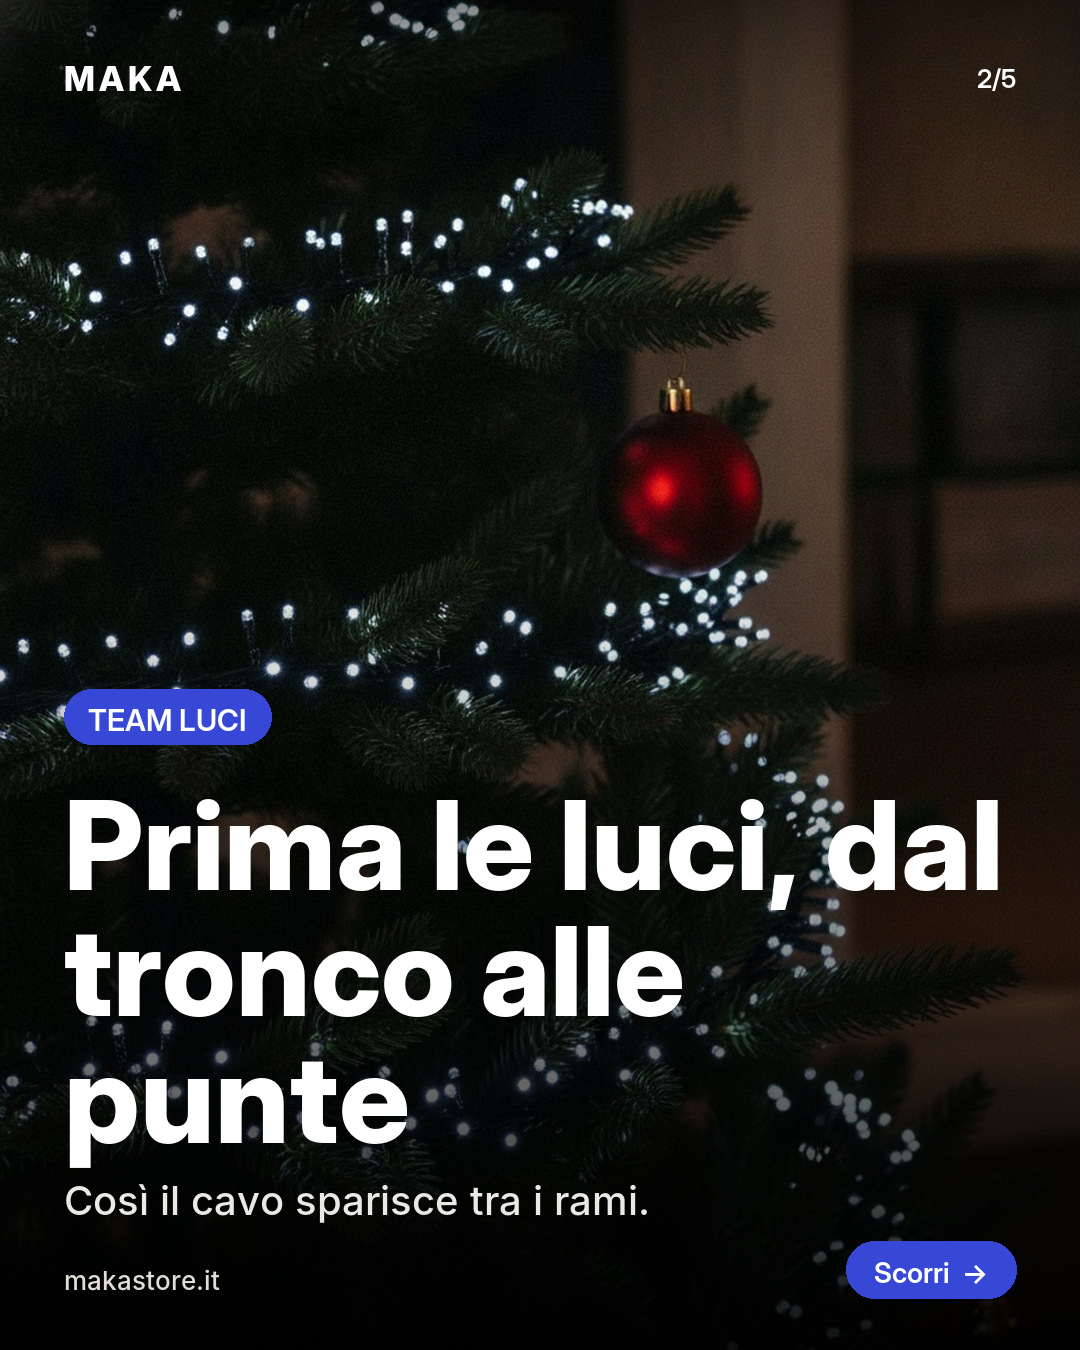 MAKA
2/5
TEAM LUCI
Prima le luci, dal
tronco alle
punte
Così il cavo sparisce tra i rami.
makastore.it
Scorri →